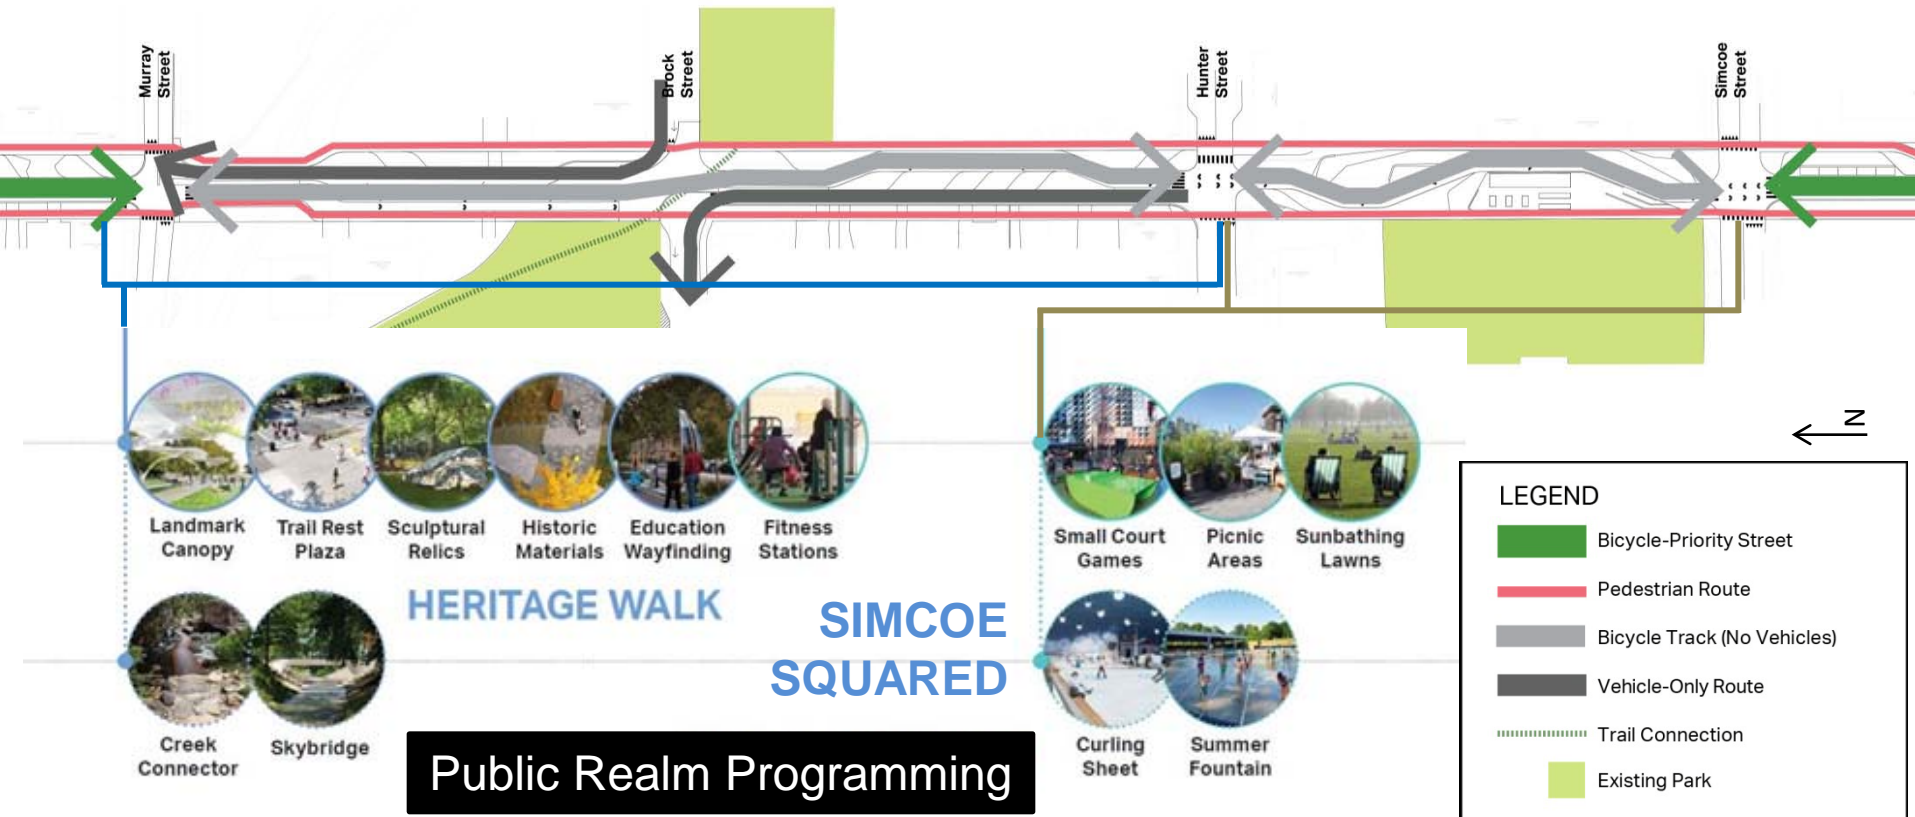 Murray
Street
Brock
Street
Hunter
Street
Simcoe
Street
N
Landmark
Canopy
Trail Rest
Plaza
Sculptural
Relics
Historic
Materials
Education
Wayfinding
Fitness
Stations
Small Court
Games
Picnic
Areas
Sunbathing
Lawns
HERITAGE WALK
SIMCOE
SQUARED
Creek
Connector
Skybridge
Curling
Sheet
Summer
Fountain
Public Realm Programming
LEGEND
Bicycle-Priority Street
Pedestrian Route
Bicycle Track (No Vehicles)
Vehicle-Only Route
Trail Connection
Existing Park